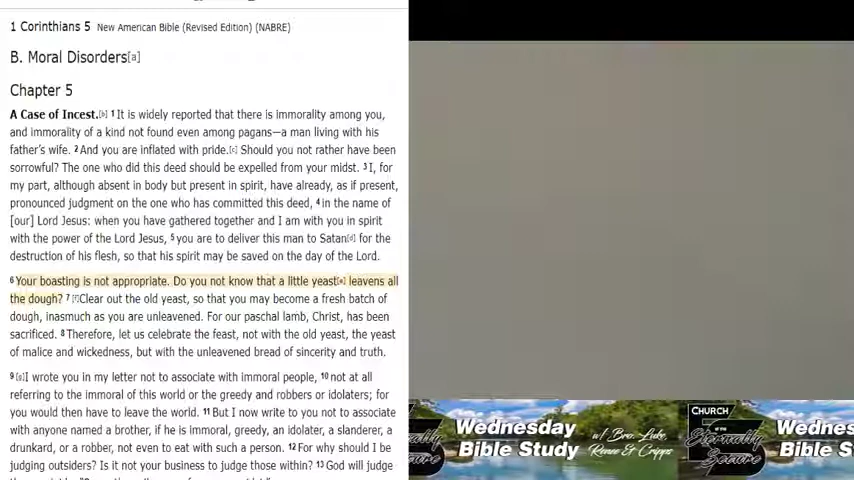 1 Corinthians 5 New American Bible (Revised Edition) (NABRE)
B. Moral Disorders[a]
Chapter 5
A Case of Incest.[b] 1 It is widely reported that there is immorality among you,
and immorality of a kind not found even among pagans—a man living with his
father's wife. 2 And you are inflated with pride.[c] Should you not rather have been
sorrowful? The one who did this deed should be expelled from your midst. 3 I, for
my part, although absent in body but present in spirit, have already, as if present,
pronounced judgment on the one who has committed this deed, 4 in the name of
[our] Lord Jesus: when you have gathered together and I am with you in spirit
with the power of the Lord Jesus, 5 you are to deliver this man to Satan[d] for the
destruction of his flesh, so that his spirit may be saved on the day of the Lord.
6 Your boasting is not appropriate. Do you not know that a little yeast[e] leavens all
the dough? 7 [f]Clear out the old yeast, so that you may become a fresh batch of
dough, inasmuch as you are unleavened. For our paschal lamb, Christ, has been
sacrificed. 8 Therefore, let us celebrate the feast, not with the old yeast, the yeast
of malice and wickedness, but with the unleavened bread of sincerity and truth.
9 [g]I wrote you in my letter not to associate with immoral people, 10 not at all
referring to the immoral of this world or the greedy and robbers or idolaters; for
you would then have to leave the world. 11 But I now write to you not to associate
with anyone named a brother, if he is immoral, greedy, an idolater, a slanderer, a
drunkard, or a robber, not even to eat with such a person. 12 For why should I be
judging outsiders? Is it not your business to judge those within? 13 God will judge
Eternally
Secure
Wednesday
Bible Study
w/ Bro. Luke,
Renee & Cripps
CHURCH
of the
Eternally
Secure
Wednes
Bible S